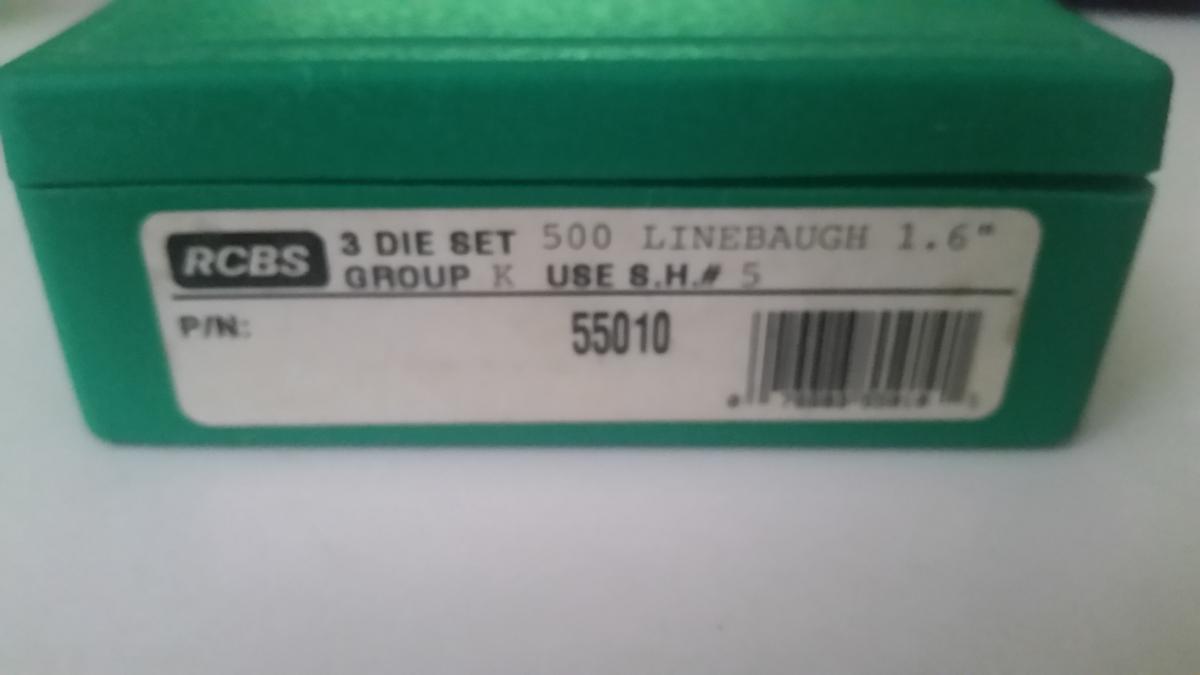 RCBS 3 DIE SET 500 LINEBAUGH 1.6"
GROUP K USE S.H.# 5
P/N: 55010